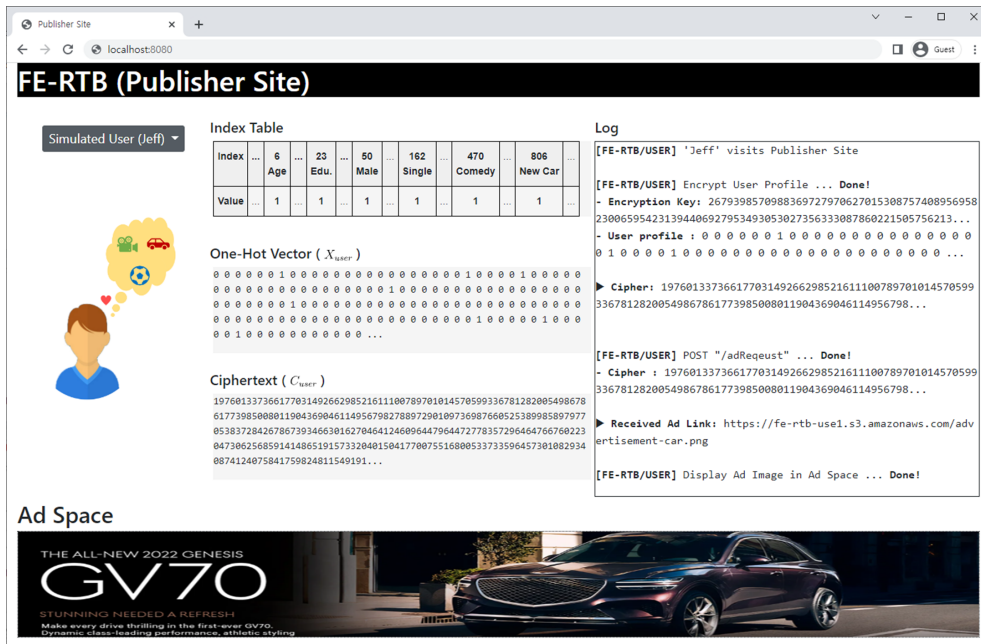 Publisher Site
localhost:8080
Guest
FE-RTB (Publisher Site)
Simulated User (Jeff)
Index Table
Index ... 6 Age ... 23 Edu. ... 50 Male ... 162 Single ... 470 Comedy ... 806 New Car ...
Value ... 1 ... 1 ... 1 ... 1 ... 1 ... 1 ...
One-Hot Vector ( X_user )
0 0 0 0 0 0 1 0 0 0 0 0 0 0 0 0 0 0 0 0 0 0 0 1 0 0 0 0 1 0 0 0 0
0 0 0 0 0 0 0 0 0 0 0 0 0 0 0 0 1 0 0 0 0 0 0 0 0 0 0 0 0 0 0 0 0
0 0 0 0 0 0 0 1 0 0 0 0 0 0 0 0 0 0 0 0 0 0 0 0 0 0 0 0 0 0 0 0 0
0 0 0 0 0 0 0 0 0 0 0 0 0 0 0 0 0 0 0 0 0 0 0 0 1 0 0 0 0 0 1 0 0 0
0 0 1 0 0 0 0 0 0 0 0 0 0 0 ...
Ciphertext ( C_user )
1976013373661770314926629852161110078970101457059933678128200549867
6177398500801190436904611495679827889729010973698766052538998589797
7053837284267867393466301627046412460964479644727783572964647667602
2304730625685914148651915733204015041770075516800533733596457301082
9340874124075841759824811549191...
Log
[FE-RTB/USER] 'Jeff' visits Publisher Site
[FE-RTB/USER] Encrypt User Profile ... Done!
- Encryption Key: 26793985709883697279706270153087574089569582300659542313944069279534930530273563330878602215057562 13...
- User profile : 0 0 0 0 0 0 1 0 0 0 0 0 0 0 0 0 0 0 0 0 0
0 1 0 0 0 0 1 0 0 0 0 0 0 0 0 0 0 0 0 0 0 0 0 0 0 0 ...
▶ Cipher: 1976013373661770314926629852161110078970101457059933678128200549867861773985008011904369046114956798...
[FE-RTB/USER] POST "/adReqeust" ... Done!
- Cipher : 197601337366177031492662985216111007897010145705993
3678128200549867861773985008011904369046114956798...
▶ Received Ad Link: https://fe-rtb-use1.s3.amazonaws.com/adv
ertisement-car.png
[FE-RTB/USER] Display Ad Image in Ad Space ... Done!
Ad Space
THE ALL-NEW 2022 GENESIS
GV70
STUNNING NEEDED A REFRESH
Make every drive thrilling in the first-ever GV70.
Dynamic class-leading performance, athletic styling